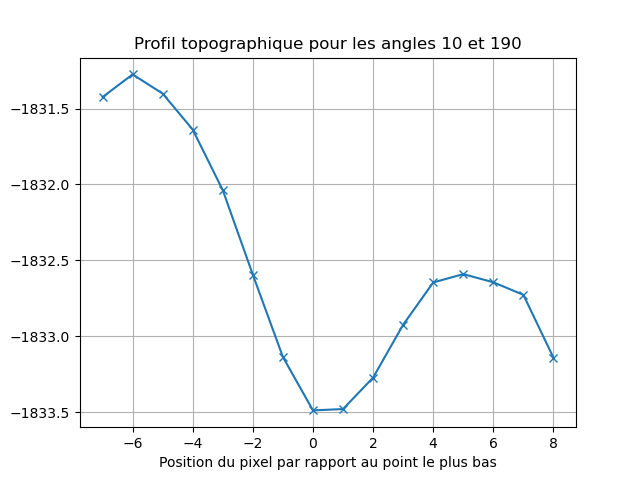 Profil topographique pour les angles 10 et 190
−1831.5
−1832.0
−1832.5
−1833.0
−1833.5
−6 −4 −2 0 2 4 6 8
Position du pixel par rapport au point le plus bas